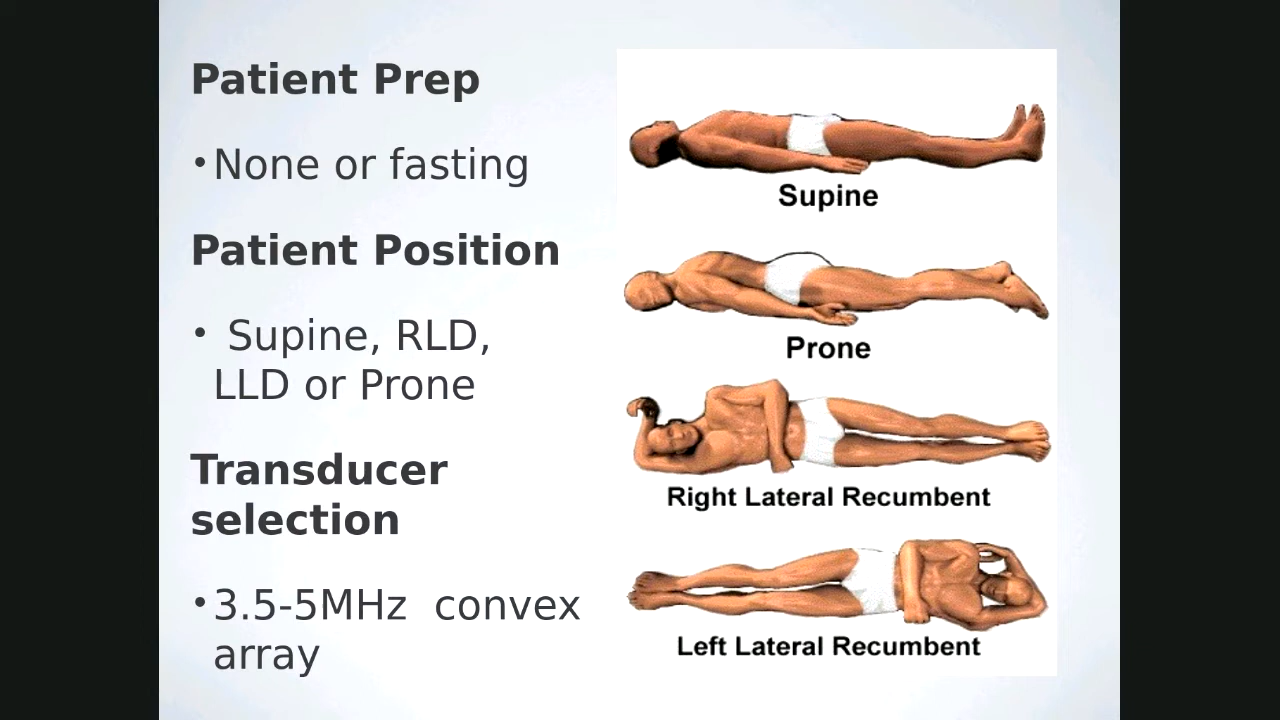 Patient Prep
•None or fasting
Patient Position
• Supine, RLD,
LLD or Prone
Transducer
selection
•3.5-5MHz  convex
array
Supine
Prone
Right Lateral Recumbent
Left Lateral Recumbent